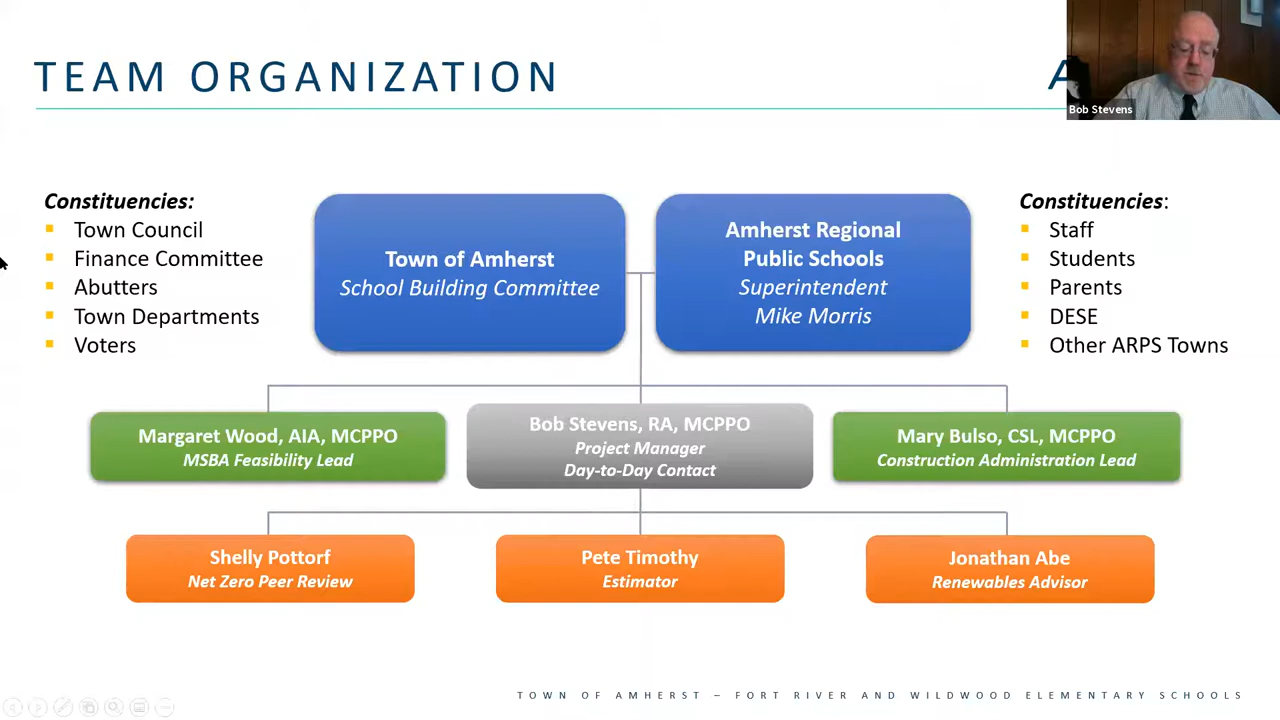 TEAM ORGANIZATION
A
Bob Stevens
Constituencies:
Town Council
Finance Committee
Abutters
Town Departments
Voters
Town of Amherst
School Building Committee
Amherst Regional
Public Schools
Superintendent
Mike Morris
Constituencies:
Staff
Students
Parents
DESE
Other ARPS Towns
Margaret Wood, AIA, MCPPO
MSBA Feasibility Lead
Bob Stevens, RA, MCPPO
Project Manager
Day-to-Day Contact
Mary Bulso, CSL, MCPPO
Construction Administration Lead
Shelly Pottorf
Net Zero Peer Review
Pete Timothy
Estimator
Jonathan Abe
Renewables Advisor
TOWN OF AMHERST – FORT RIVER AND WILDWOOD ELEMENTARY SCHOOLS